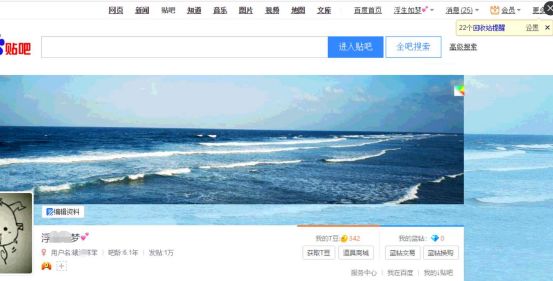 网页 新闻 贴吧 知道 音乐 图片 视频 地图 文库 百度首页 浮生如梦 消息(25) 会员 更多
22个回收站提醒 设置
贴吧 进入贴吧 全吧搜索 高级搜索
编辑资料
浮 梦 我的T豆: 342 蓝钻: 0
用户名: 吧龄:6.1年 发贴:1万 获取T豆 道具商城 蓝钻交易 蓝钻换购
服务中心 我在百度 我的i贴吧